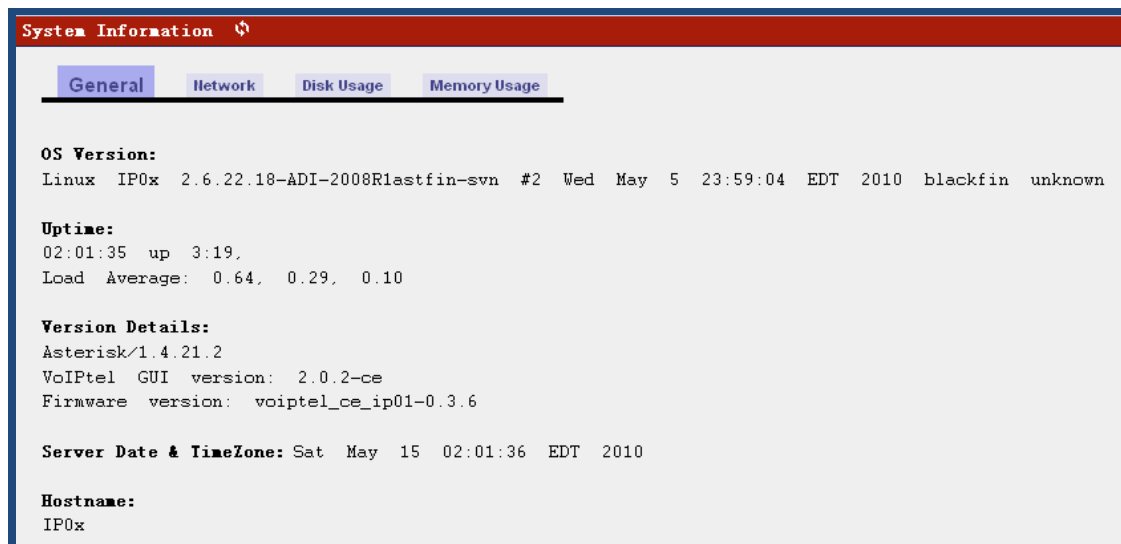 System Information
General Network Disk Usage Memory Usage
OS Version:
Linux IP0x 2.6.22.18-ADI-2008R1astfin-svn #2 Wed May 5 23:59:04 EDT 2010 blackfin unknown
Uptime:
02:01:35 up 3:19,
Load Average: 0.64, 0.29, 0.10
Version Details:
Asterisk/1.4.21.2
VoIPtel GUI version: 2.0.2-ce
Firmware version: voiptel_ce_ip01-0.3.6
Server Date & TimeZone: Sat May 15 02:01:36 EDT 2010
Hostname:
IP0x